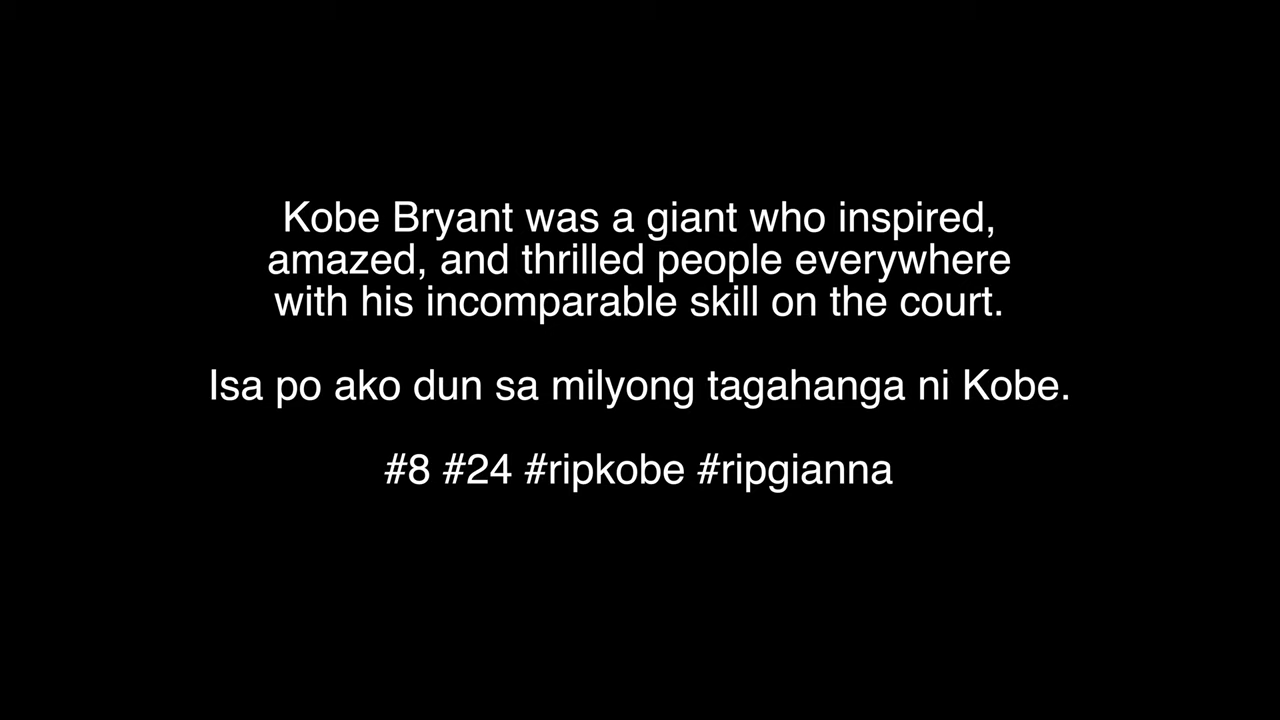 Kobe Bryant was a giant who inspired,
amazed, and thrilled people everywhere
with his incomparable skill on the court.
Isa po ako dun sa milyong tagahanga ni Kobe.
#8 #24 #ripkobe #ripgianna